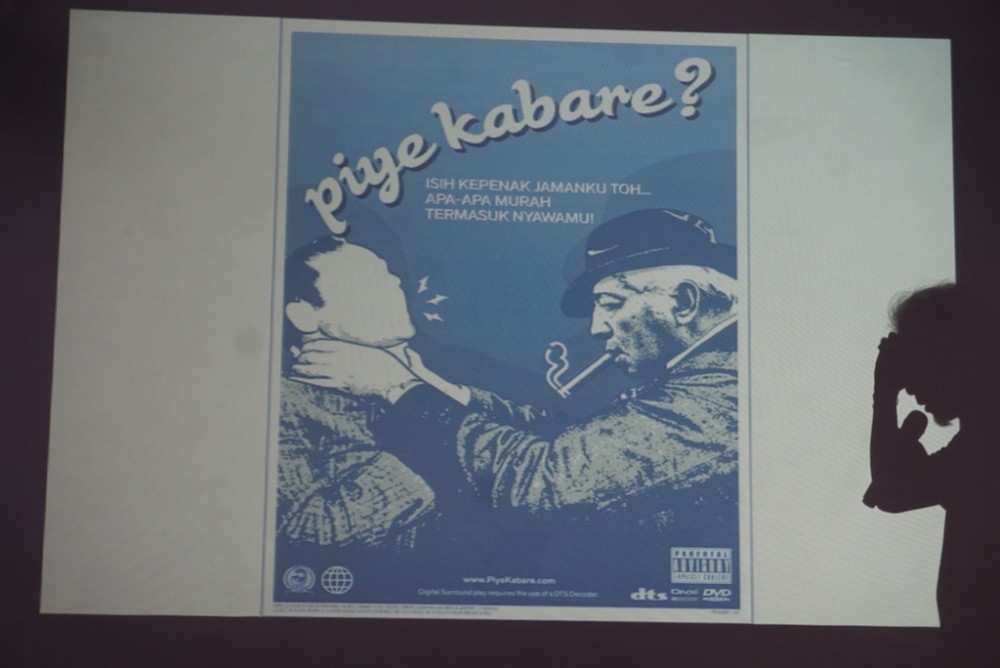 piye kabare?
ISIH KEPENAK JAMANKU TOH...
APA-APA MURAH
TERMASUK NYAWAMU!
PARENTAL
ADVISORY
EXPLICIT CONTENT
www.PiyeKabare.com
Digital Surround play requires the use of a DTS Decoder.
dts
DVD